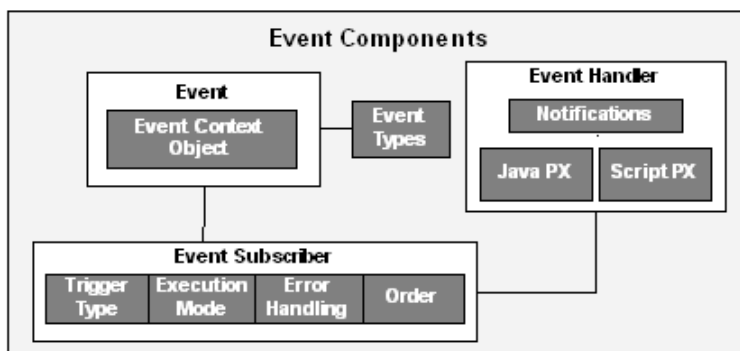 Event Components
Event
Event Context
Object
Event
Types
Event Handler
Notifications
Java PX
Script PX
Event Subscriber
Trigger
Type
Execution
Mode
Error
Handling
Order